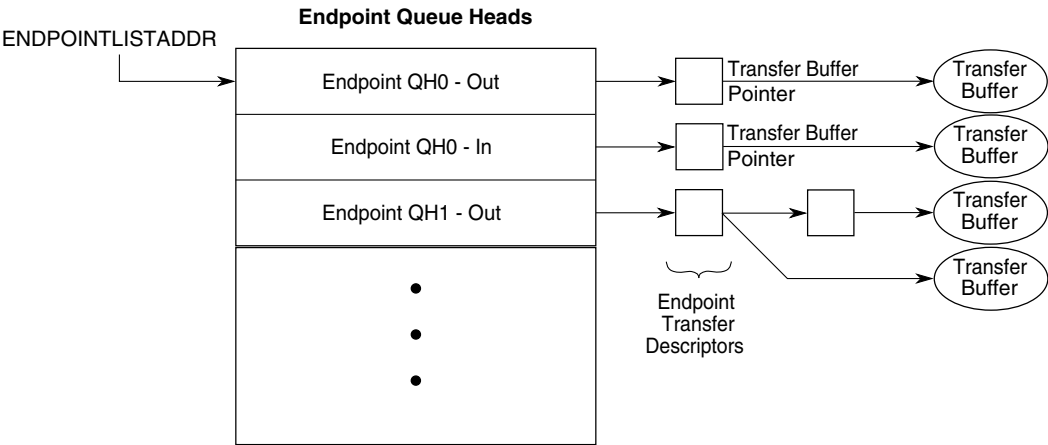 Endpoint Queue Heads
ENDPOINTLISTADDR
Endpoint QH0 - Out
Transfer Buffer
Pointer
Transfer
Buffer
Endpoint QH0 - In
Transfer Buffer
Pointer
Transfer
Buffer
Endpoint QH1 - Out
Transfer
Buffer
Transfer
Buffer
Endpoint
Transfer
Descriptors